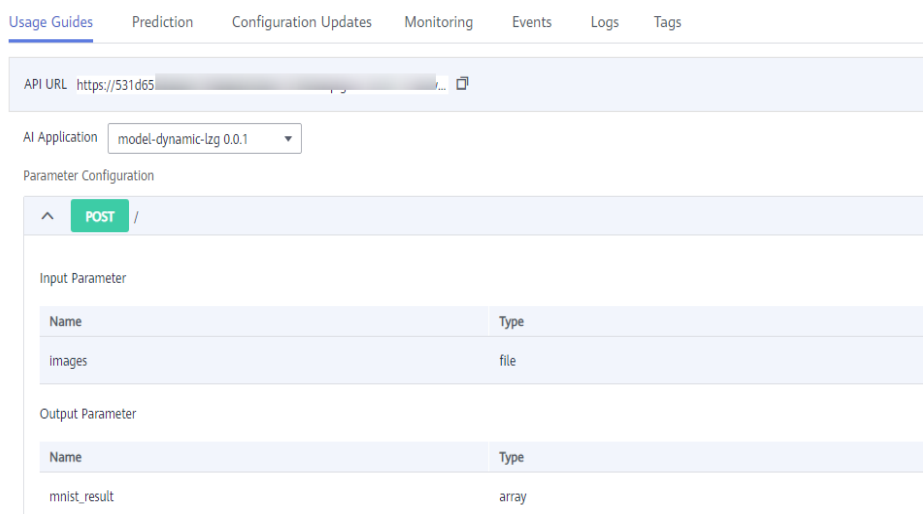 Usage Guides Prediction Configuration Updates Monitoring Events Logs Tags
API URL https://531d65
AI Application model-dynamic-lzg 0.0.1
Parameter Configuration
POST /
Input Parameter
Name Type
images file
Output Parameter
Name Type
mnist_result array